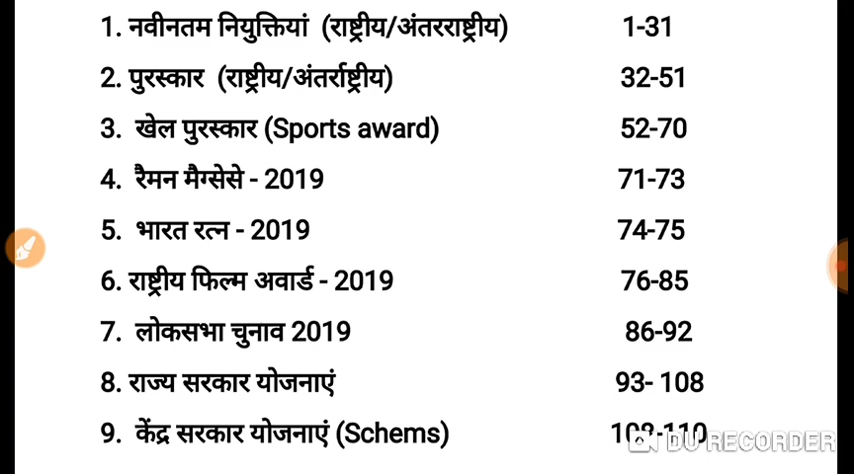 1. नवीनतम नियुक्तियां (राष्ट्रीय/अंतरराष्ट्रीय) 1-31
2. पुरस्कार (राष्ट्रीय/अंतर्राष्ट्रीय) 32-51
3. खेल पुरस्कार (Sports award) 52-70
4. रैमन मैग्सेसे - 2019 71-73
5. भारत रत्न - 2019 74-75
6. राष्ट्रीय फिल्म अवार्ड - 2019 76-85
7. लोकसभा चुनाव 2019 86-92
8. राज्य सरकार योजनाएं 93- 108
9. केंद्र सरकार योजनाएं (Schems)
DU RECORDER